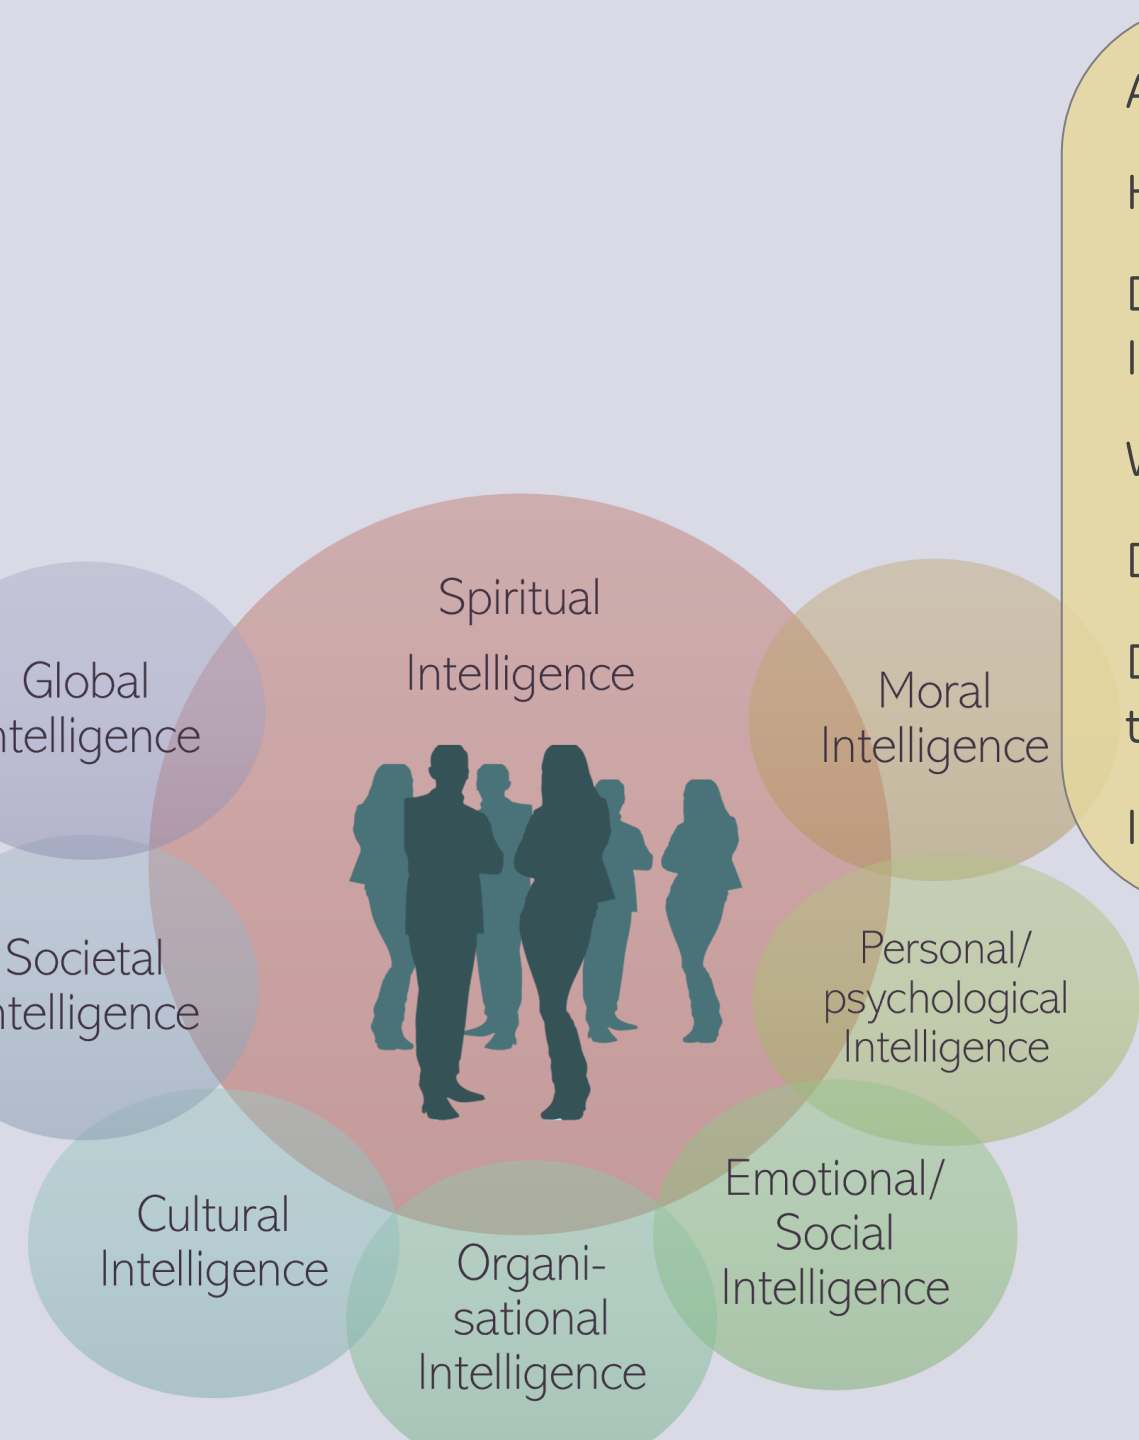 Spiritual
Intelligence
Global
ntelligence
Moral
Intelligence
Societal
ntelligence
Personal/
psychological
Intelligence
Cultural
Intelligence
Emotional/
Social
Intelligence
Organi-
sational
Intelligence